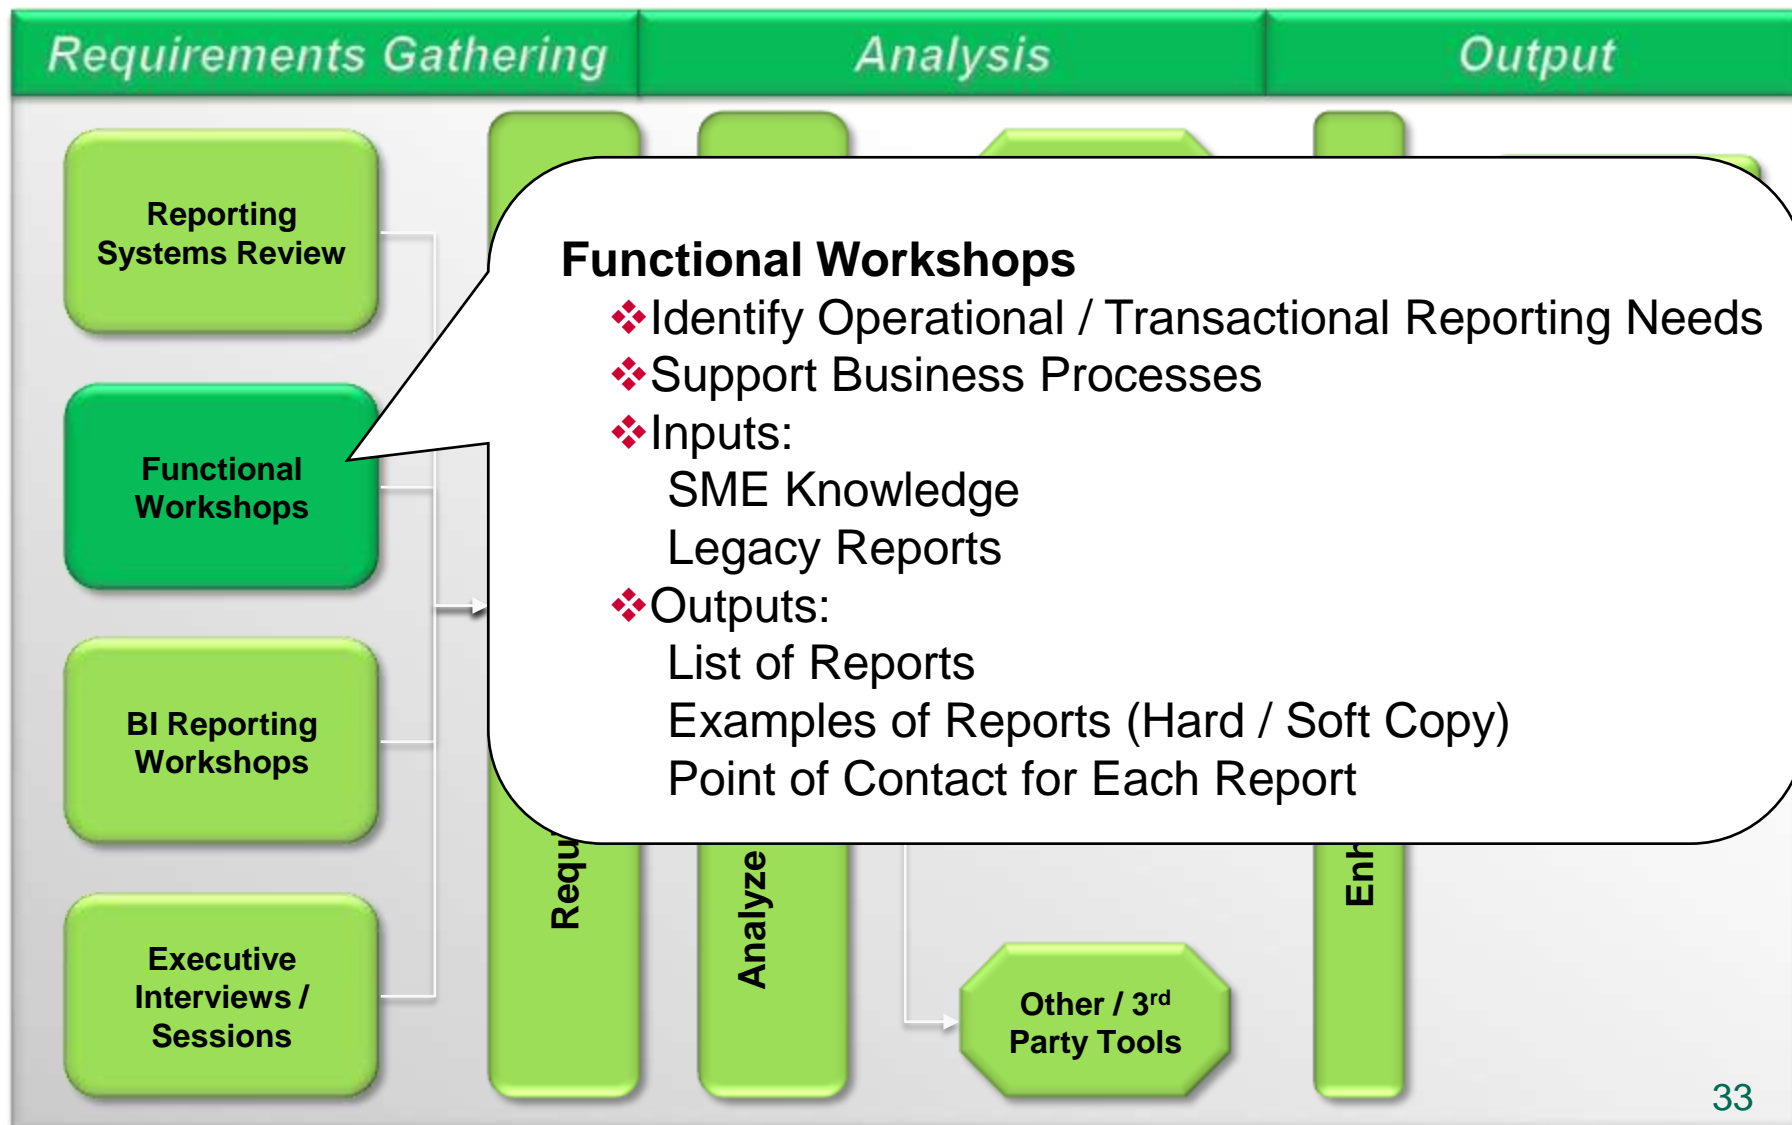 Requirements Gathering
Analysis
Output
Reporting
Systems Review
Functional
Workshops
BI Reporting
Workshops
Executive
Interviews /
Sessions
Functional Workshops
❖Identify Operational / Transactional Reporting Needs
❖Support Business Processes
❖Inputs:
SME Knowledge
Legacy Reports
❖Outputs:
List of Reports
Examples of Reports (Hard / Soft Copy)
Point of Contact for Each Report
Analyze
Other / 3rd
Party Tools
33